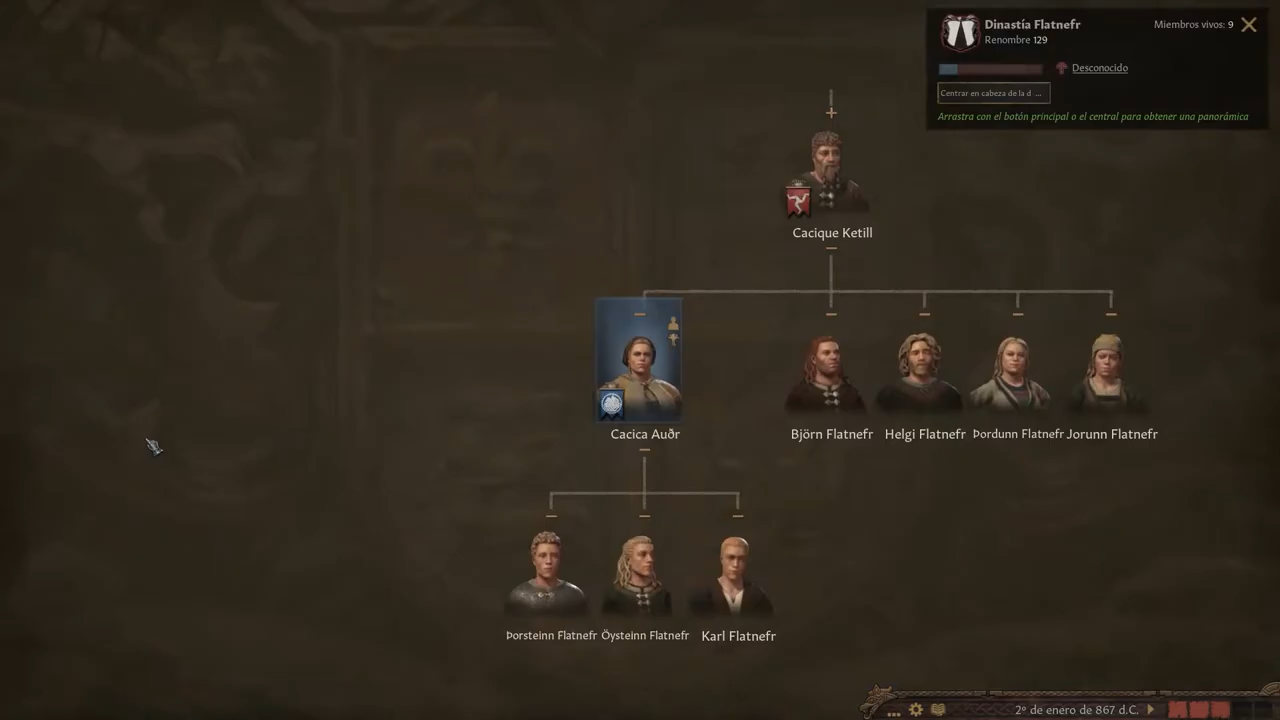 Dinastía Flatnefr
Miembros vivos: 9
Renombre 129
Desconocido
Centrar en cabeza de la d ...
Arrastra con el botón principal o el central para obtener una panorámica
Cacique Ketill
Cacica Auðr
Björn Flatnefr
Helgi Flatnefr
Þordunn Flatnefr
Jorunn Flatnefr
Þorsteinn Flatnefr
Öysteinn Flatnefr
Karl Flatnefr
2º de enero de 867 d.C.